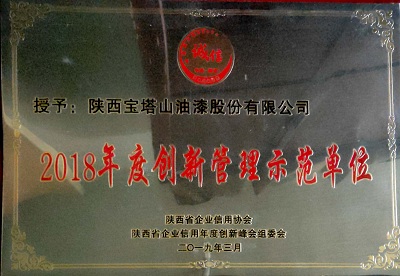 诚信
授予：陕西宝塔山油漆股份有限公司
2018年度创新管理示范单位
陕西省企业信用协会
陕西省企业信用年度创新峰会组委会
二〇一九年三月